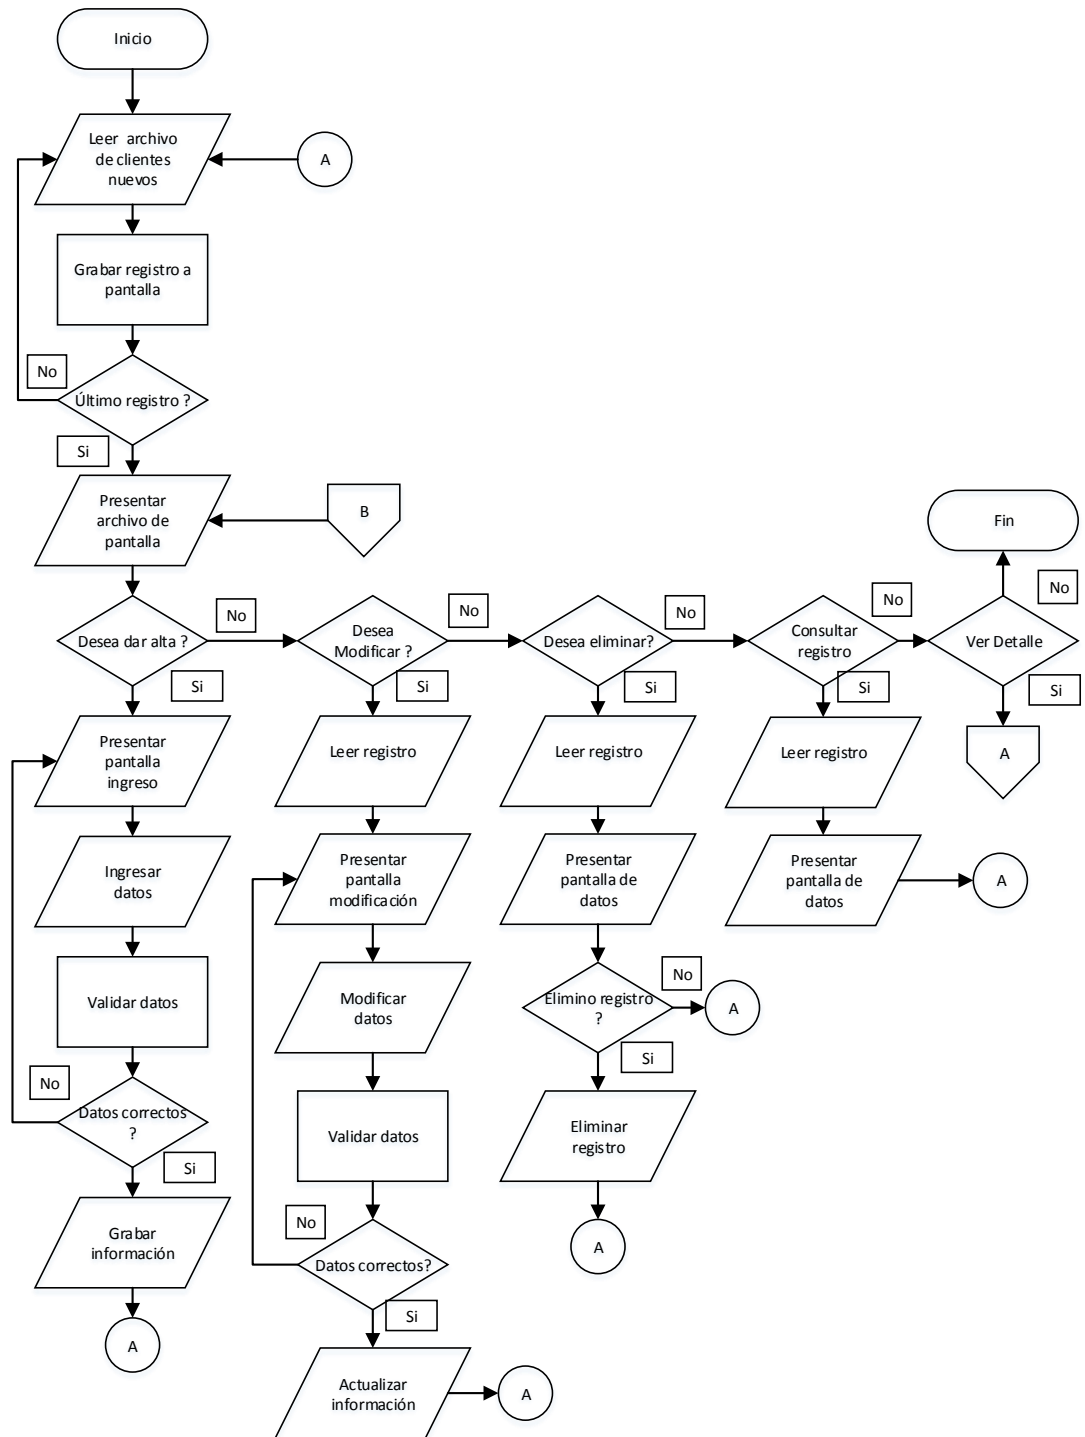 Inicio
Leer archivo
de clientes
nuevos
A
Grabar registro a
pantalla
No
Último registro ?
Si
Presentar
archivo de
pantalla
B
Fin
No
No
No
No
No
Desea dar alta ?
Desea
Modificar ?
Desea eliminar?
Consultar
registro
Ver Detalle
Si
Si
Si
Si
Si
Presentar
pantalla
ingreso
Leer registro
Leer registro
Leer registro
A
Ingresar
datos
Presentar
pantalla
modificación
Presentar
pantalla de
datos
Presentar
pantalla de
datos
A
Validar datos
Modificar
datos
No
Elimino registro
?
A
Si
No
Datos correctos
?
Si
Validar datos
Eliminar
registro
Grabar
información
No
Datos correctos?
Si
A
A
Actualizar
información
A